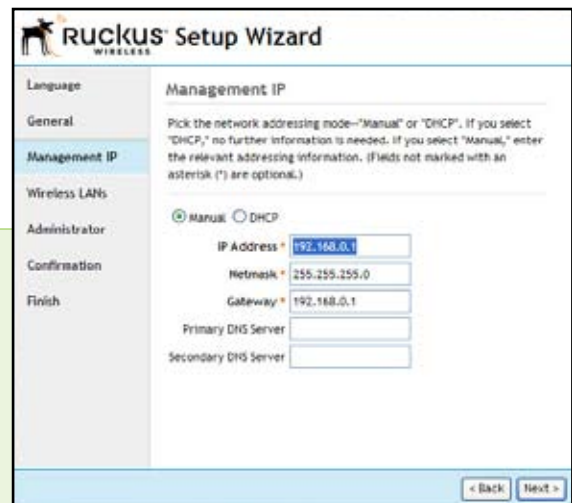 RUCKUS Setup Wizard
WIRELESS
Language
General
Management IP
Wireless LANs
Administrator
Confirmation
Finish
Management IP
Pick the network addressing mode--"Manual" or "DHCP". If you select
"DHCP," no further information is needed. If you select "Manual," enter
the relevant addressing information. (Fields not marked with an
asterisk (*) are optional.)
Manual DHCP
IP Address * 192.168.0.1
Netmask * 255.255.255.0
Gateway * 192.168.0.1
Primary DNS Server
Secondary DNS Server
< Back Next >